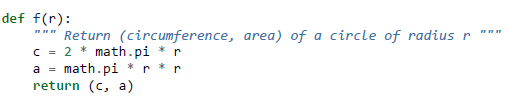 def f(r):
    """ Return (circumference, area) of a circle of radius r """
    c = 2 * math.pi * r
    a = math.pi * r * r
    return (c, a)